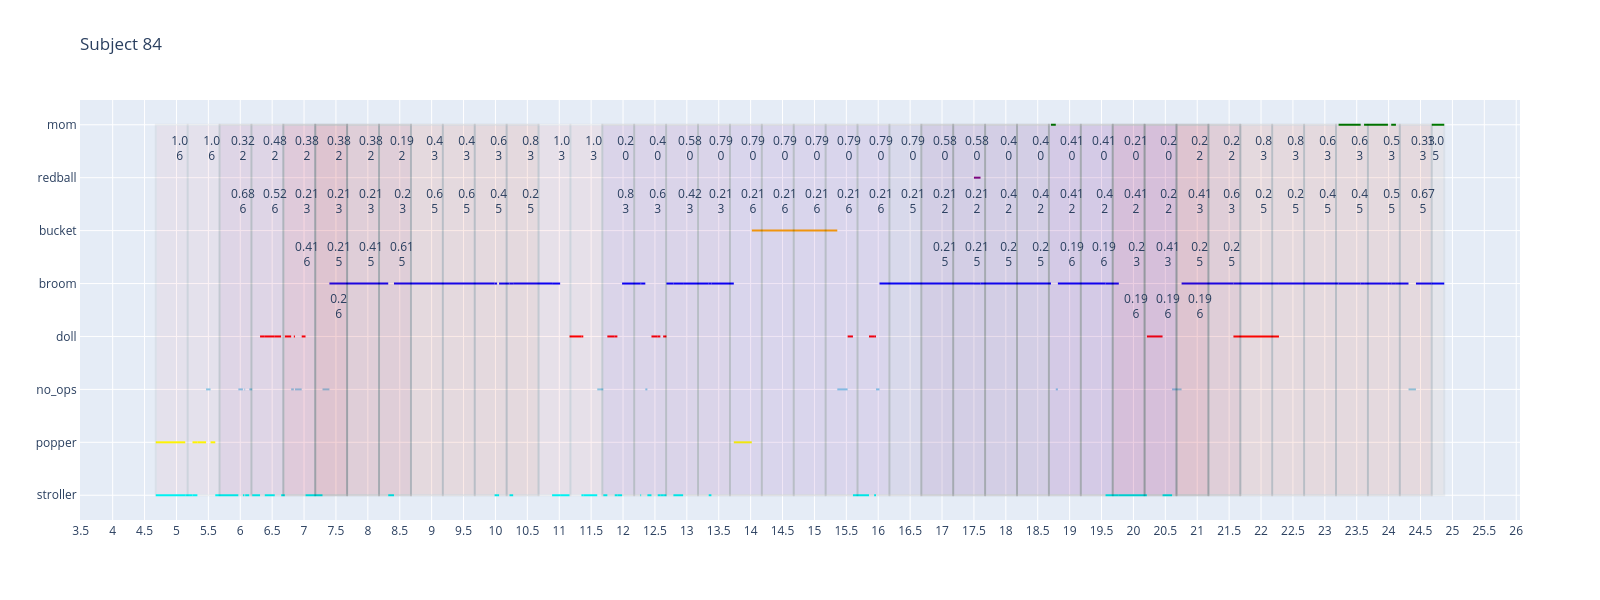 Subject 84
mom
1.0 1.0 0.32 0.48 0.38 0.38 0.38 0.19 0.4 0.4 0.6 0.8 1.0 1.0 0.2 0.4 0.58 0.79 0.79 0.79 0.79 0.79 0.79 0.79 0.58 0.58 0.4 0.4 0.41 0.41 0.21 0.2 0.2 0.2 0.8 0.8 0.6 0.6 0.5
6 6 2 2 2 2 2 2 3 3 3 3 3 3 0 0 0 0 0 0 0 0 0 0 0 0 0 0 0 0 0 0 2 2 3 3 3 3 3 3 5
redball
0.68 0.52 0.21 0.21 0.21 0.2 0.6 0.6 0.4 0.2 0.8 0.6 0.42 0.21 0.21 0.21 0.21 0.21 0.21 0.21 0.21 0.21 0.4 0.4 0.41 0.4 0.41 0.2 0.41 0.6 0.2 0.2 0.4 0.4 0.5 0.67
6 6 3 3 3 3 5 5 5 5 3 3 3 3 6 6 6 6 6 5 2 2 2 2 2 2 2 2 3 3 5 5 5 5 5 5
bucket
0.41 0.21 0.41 0.61 0.21 0.21 0.2 0.2 0.19 0.19 0.2 0.41 0.2 0.2
6 5 5 5 5 5 5 5 6 6 3 3 5 5
broom
0.2 0.19 0.19 0.19
6 6 6 6
doll
no_ops
popper
stroller
3.5 4 4.5 5 5.5 6 6.5 7 7.5 8 8.5 9 9.5 10 10.5 11 11.5 12 12.5 13 13.5 14 14.5 15 15.5 16 16.5 17 17.5 18 18.5 19 19.5 20 20.5 21 21.5 22 22.5 23 23.5 24 24.5 25 25.5 26